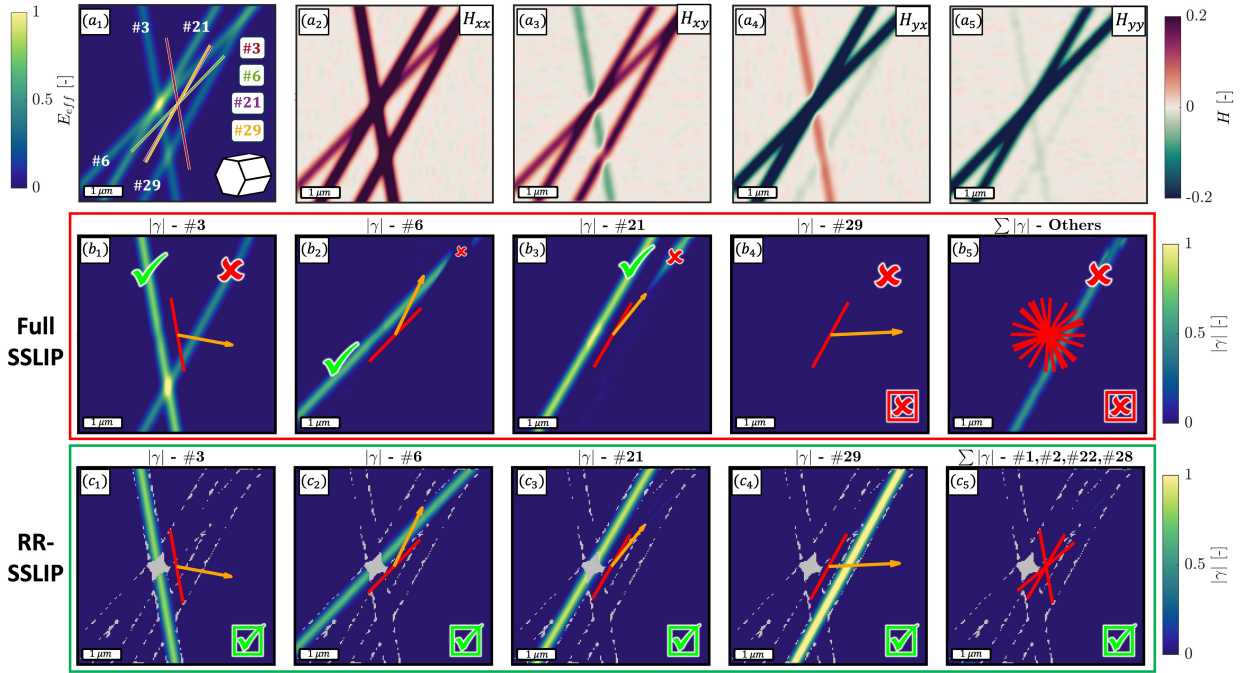 (a₁)
#3
#21
#3
#6
#21
#29
#6
#29
1 μm
1
0.5
0
E_eff [-]
(a₂)
H_xx
1 μm
(a₃)
H_xy
1 μm
(a₄)
H_yx
1 μm
(a₅)
H_yy
1 μm
0.2
0
-0.2
H [-]
Full
SSLIP
|γ| - #3
(b₁)
1 μm
|γ| - #6
(b₂)
1 μm
|γ| - #21
(b₃)
1 μm
|γ| - #29
(b₄)
1 μm
∑ |γ| - Others
(b₅)
1 μm
1
0.5
0
|γ| [-]
RR-
SSLIP
|γ| - #3
(c₁)
1 μm
|γ| - #6
(c₂)
1 μm
|γ| - #21
(c₃)
1 μm
|γ| - #29
(c₄)
1 μm
∑ |γ| - #1,#2,#22,#28
(c₅)
1 μm
1
0.5
0
|γ| [-]